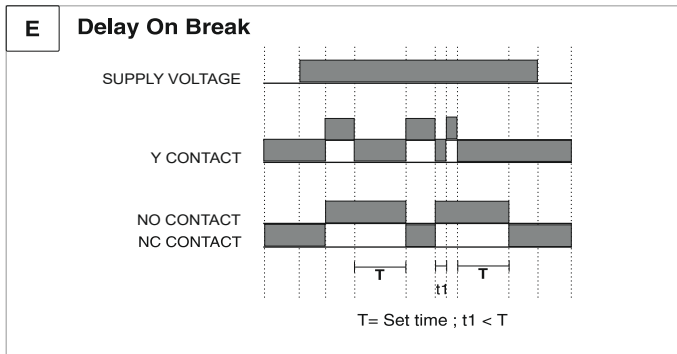 E Delay On Break
SUPPLY VOLTAGE
Y CONTACT
NO CONTACT
NC CONTACT
T t1 T
T= Set time ; t1 < T